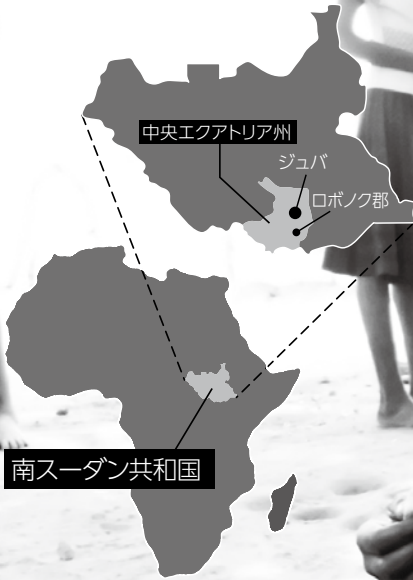 中央エクアトリア州
ジュバ
ロボノク郡
南スーダン共和国